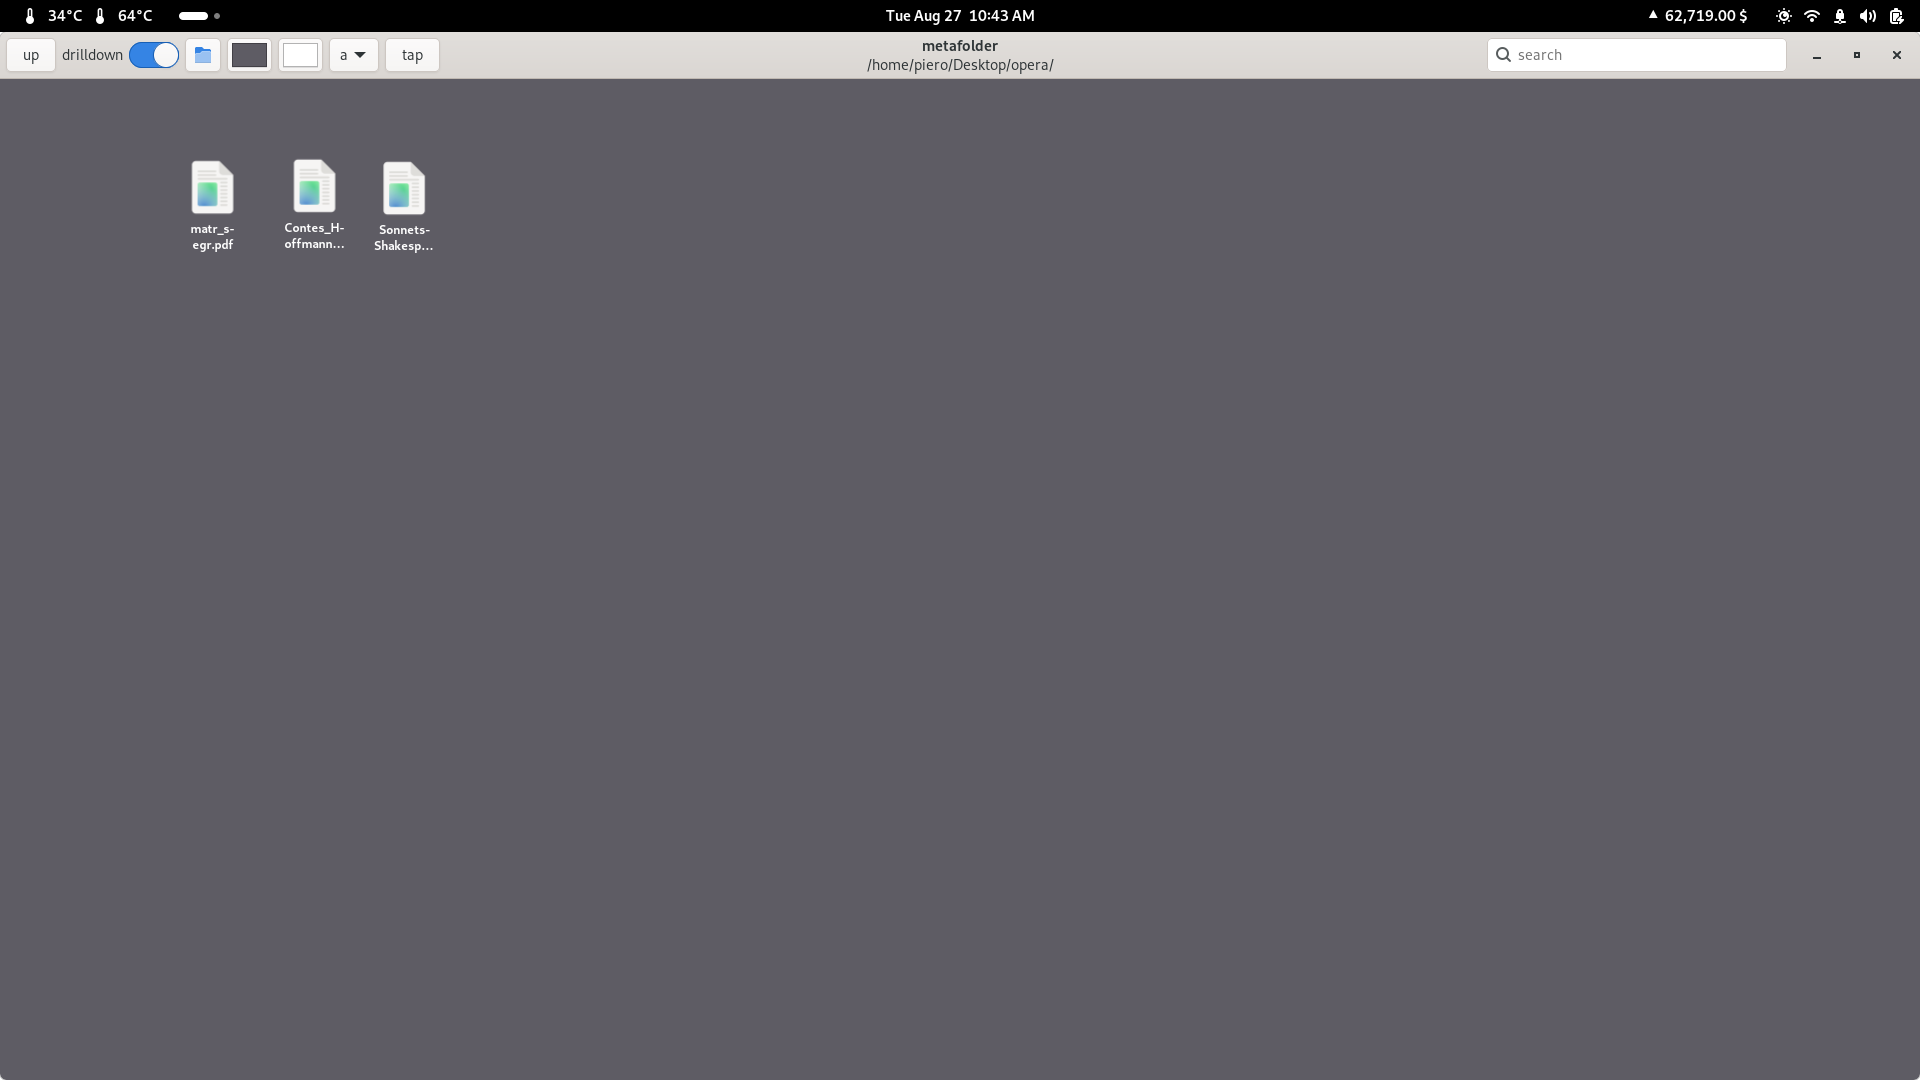 34°C 64°C Tue Aug 27 10:43 AM 62,719.00 $
up drilldown a tap
metafolder
/home/piero/Desktop/opera/
search
matr_s-
egr.pdf
Contes_H-
offmann...
Sonnets-
Shakesp...